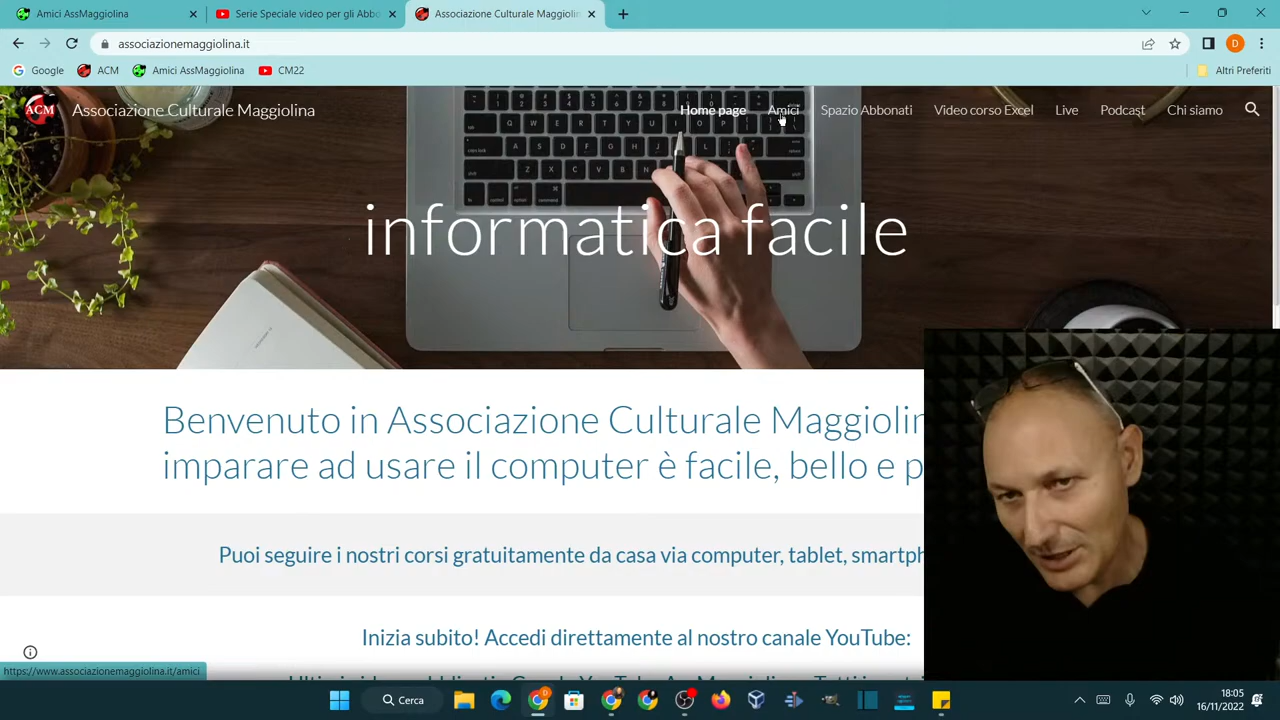 Amici AssMaggiolina
Serie Speciale video per gli Abbo
Associazione Culturale Maggiolin
associazionemaggiolina.it
Google
ACM
Amici AssMaggiolina
CM22
Altri Preferiti
ACM
Associazione Culturale Maggiolina
Home page
Amici
Spazio Abbonati
Video corso Excel
Live
Podcast
Chi siamo
informatica facile
Benvenuto in Associazione Culturale Maggiolin
imparare ad usare il computer è facile, bello e p
Puoi seguire i nostri corsi gratuitamente da casa via computer, tablet, smartph
Inizia subito! Accedi direttamente al nostro canale YouTube:
https://www.associazionemaggiolina.it/amici
Cerca
18:05
16/11/2022